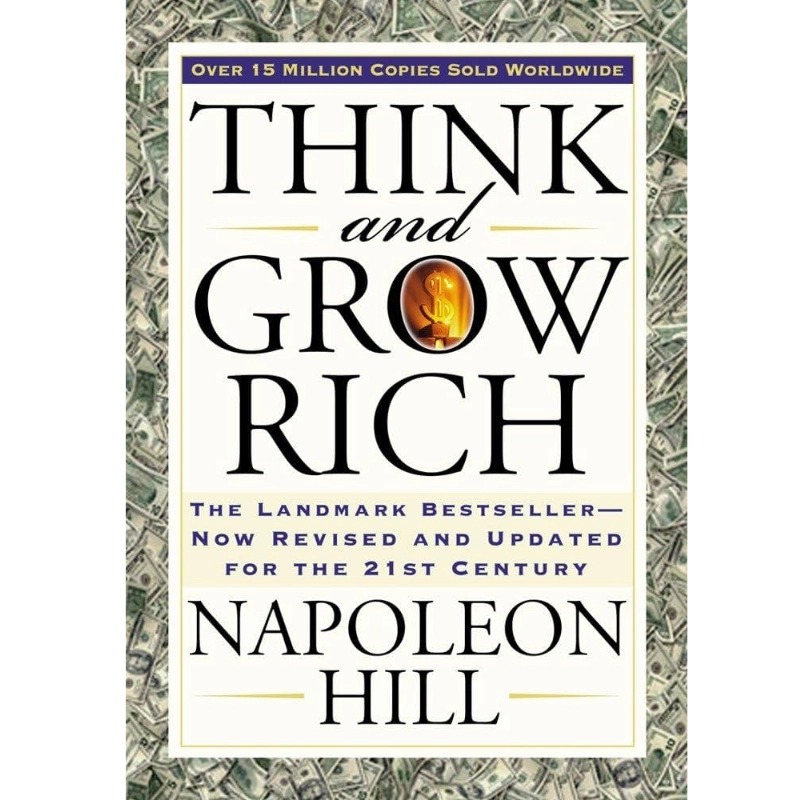 OVER 15 MILLION COPIES SOLD WORLDWIDE
THINK
and
GROW
RICH
THE LANDMARK BESTSELLER—
NOW REVISED AND UPDATED
FOR THE 21ST CENTURY
NAPOLEON
HILL